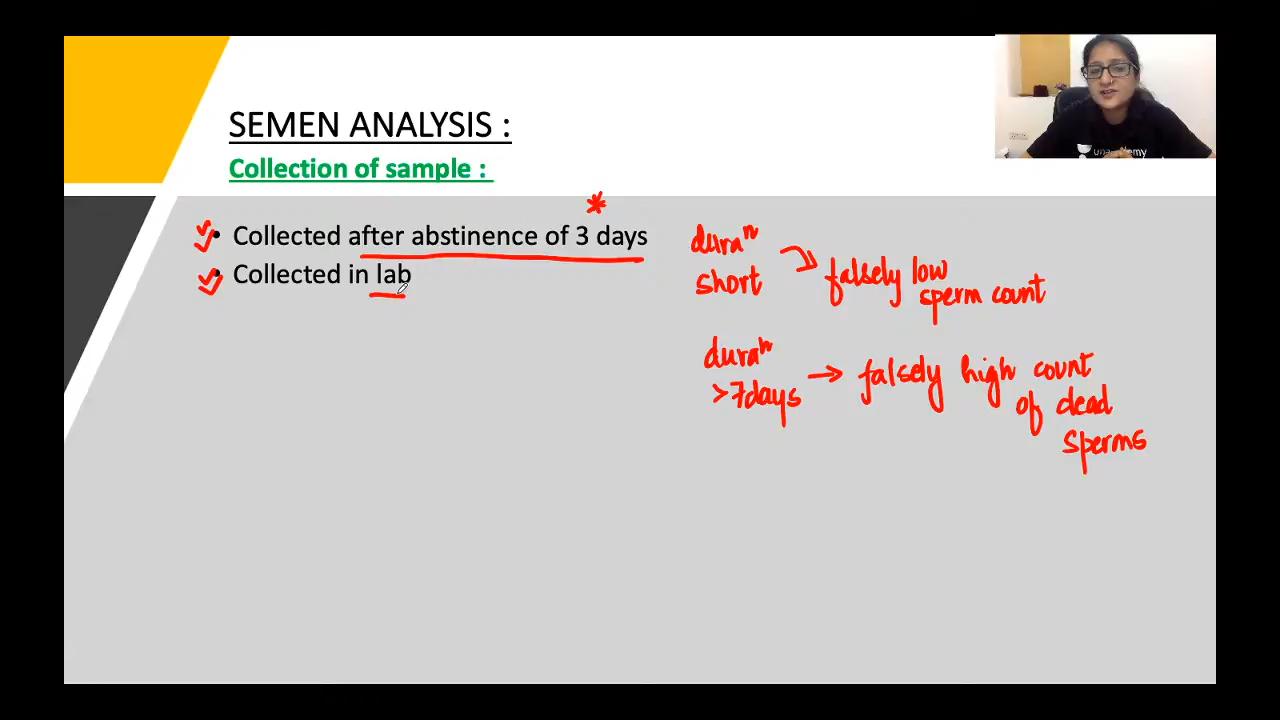 SEMEN ANALYSIS :
Collection of sample :
*
• Collected after abstinence of 3 days
• Collected in lab
duraⁿ
short
falsely low
sperm count
duraⁿ
>7days → falsely high count
of dead
sperms
unacademy